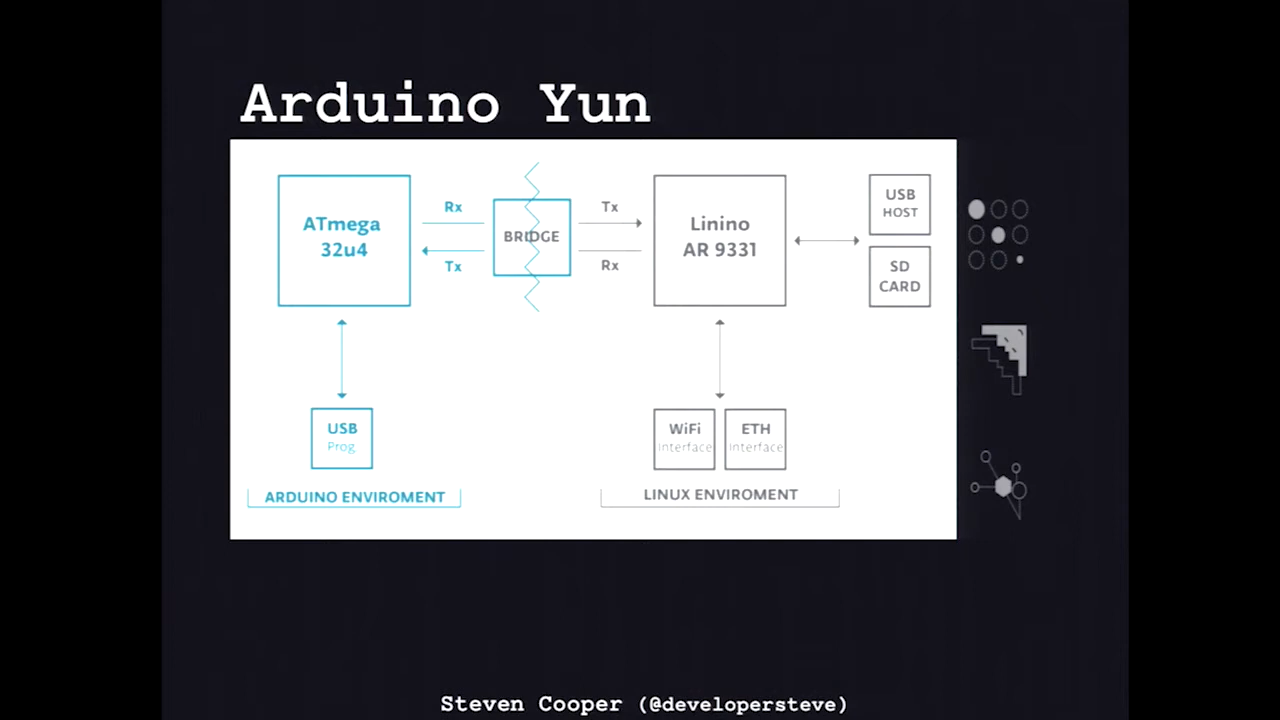 Arduino Yun
ATmega
32u4
Rx
Tx
BRIDGE
Tx
Rx
Linino
AR 9331
USB
HOST
SD
CARD
USB
Prog.
WiFi
Interface
ETH
Interface
ARDUINO ENVIROMENT
LINUX ENVIROMENT
Steven Cooper (@developersteve)